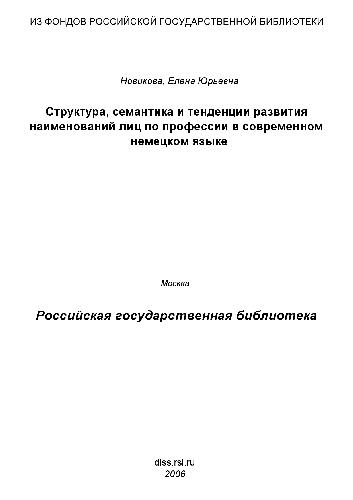 ИЗ ФОНДОВ РОССИЙСКОЙ ГОСУДАРСТВЕННОЙ БИБЛИОТЕКИ
Новикова, Елена Юрьевна
Структура, семантика и тенденции развития
наименований лиц по профессии в современном
немецком языке
Москва
Российская государственная библиотека
diss.rsl.ru
2006